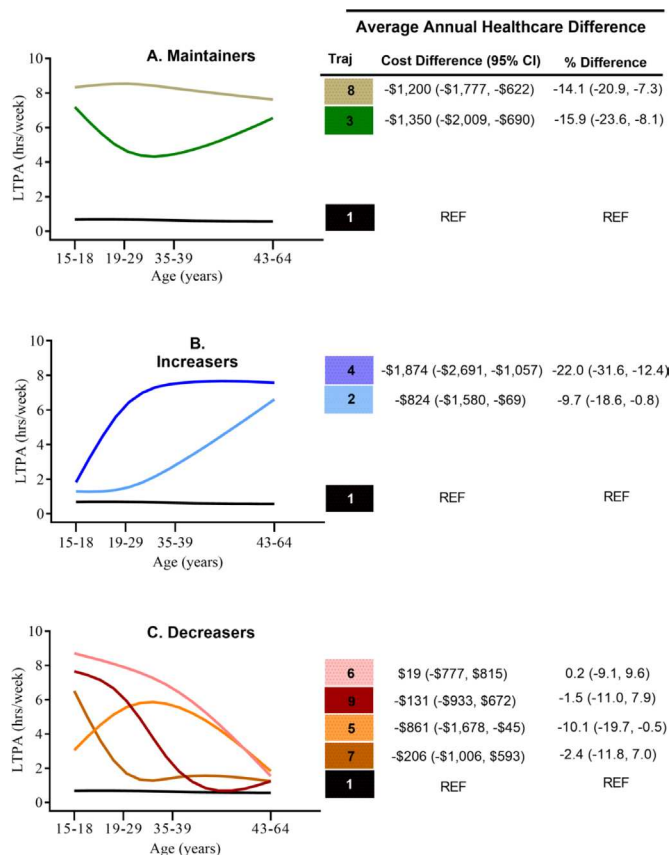 Average Annual Healthcare Difference
Traj Cost Difference (95% CI) % Difference
A. Maintainers
8 -$1,200 (-$1,777, -$622) -14.1 (-20.9, -7.3)
3 -$1,350 (-$2,009, -$690) -15.9 (-23.6, -8.1)
1 REF REF
LTPA (hrs/week)
10
8
6
4
2
0
15-18 19-29 35-39 43-64
Age (years)
B.
Increasers
4 -$1,874 (-$2,691, -$1,057) -22.0 (-31.6, -12.4)
2 -$824 (-$1,580, -$69) -9.7 (-18.6, -0.8)
1 REF REF
LTPA (hrs/week)
10
8
6
4
2
0
15-18 19-29 35-39 43-64
Age (years)
C. Decreasers
6 $19 (-$777, $815) 0.2 (-9.1, 9.6)
9 -$131 (-$933, $672) -1.5 (-11.0, 7.9)
5 -$861 (-$1,678, -$45) -10.1 (-19.7, -0.5)
7 -$206 (-$1,006, $593) -2.4 (-11.8, 7.0)
1 REF REF
LTPA (hrs/week)
10
8
6
4
2
0
15-18 19-29 35-39 43-64
Age (years)